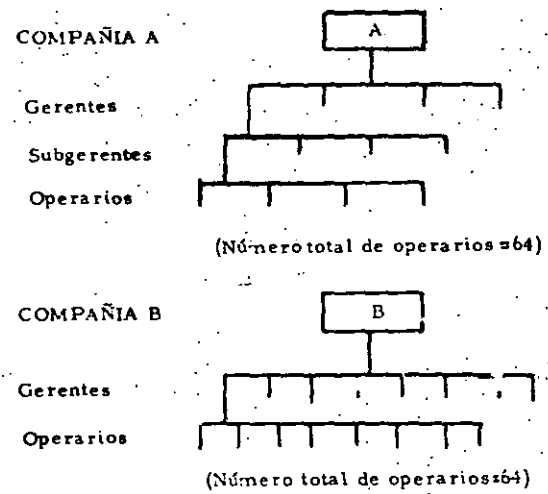 COMPAÑIA A
A
Gerentes
Subgerentes
Operarios
(Número total de operarios =64)
COMPAÑIA B
B
Gerentes
Operarios
(Número total de operarios=64)